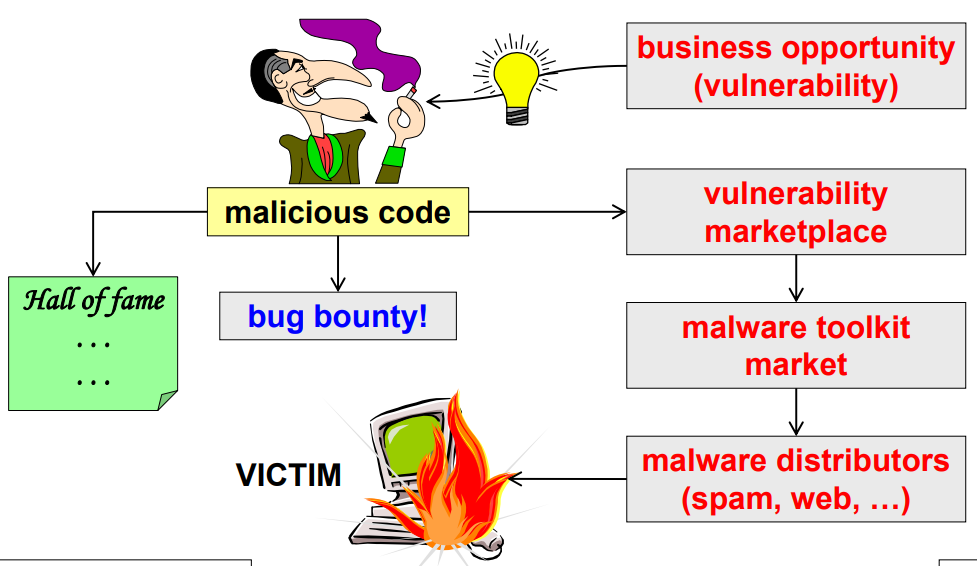 business opportunity
(vulnerability)
malicious code
vulnerability
marketplace
Hall of fame
. . .
. . .
bug bounty!
malware toolkit
market
VICTIM
malware distributors
(spam, web, …)